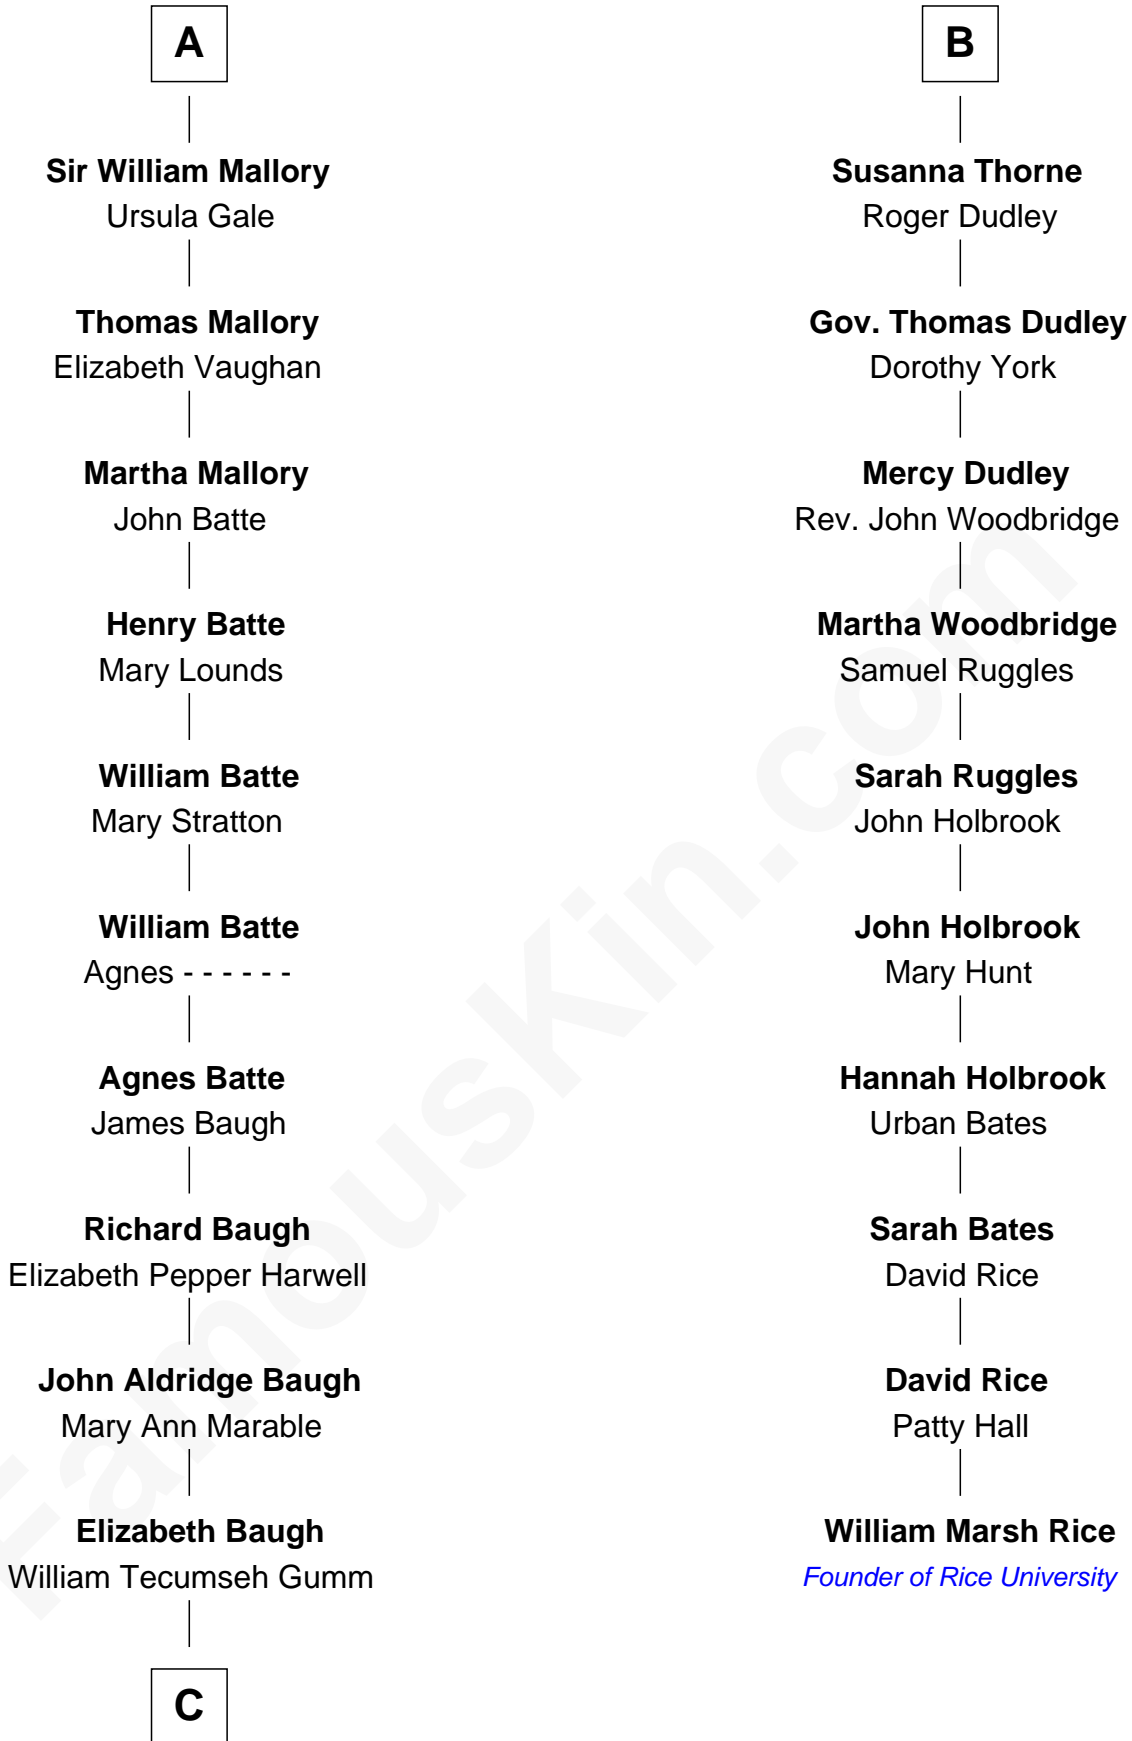 A
Sir William Mallory
Ursula Gale
Thomas Mallory
Elizabeth Vaughan
Martha Mallory
John Batte
Henry Batte
Mary Lounds
William Batte
Mary Stratton
William Batte
Agnes - - - - - -
Agnes Batte
James Baugh
Richard Baugh
Elizabeth Pepper Harwell
John Aldridge Baugh
Mary Ann Marable
Elizabeth Baugh
William Tecumseh Gumm
C
B
Susanna Thorne
Roger Dudley
Gov. Thomas Dudley
Dorothy York
Mercy Dudley
Rev. John Woodbridge
Martha Woodbridge
Samuel Ruggles
Sarah Ruggles
John Holbrook
John Holbrook
Mary Hunt
Hannah Holbrook
Urban Bates
Sarah Bates
David Rice
David Rice
Patty Hall
William Marsh Rice
Founder of Rice University
FamousKin.com